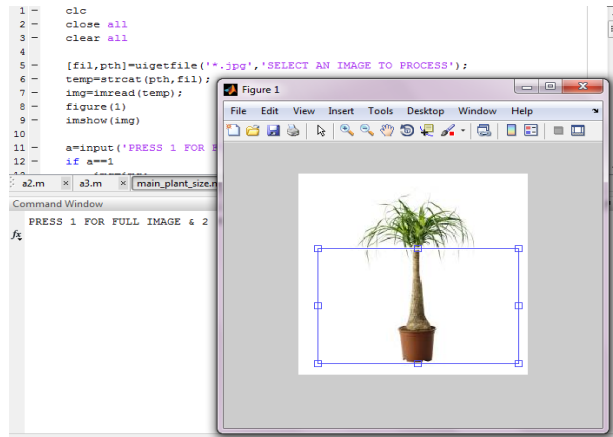 1 - clc
2 - close all
3 - clear all
4
5 - [fil,pth]=uigetfile('*.jpg','SELECT AN IMAGE TO PROCESS');
6 - temp=strcat(pth,fil);
7 - img=imread(temp);
8 - figure(1)
9 - imshow(img)
10
11 - a=input('PRESS 1 FOR
12 - if a==1
a2.m × a3.m × main_plant_size.m
Command Window
PRESS 1 FOR FULL IMAGE & 2
fx
Figure 1
File Edit View Insert Tools Desktop Window Help